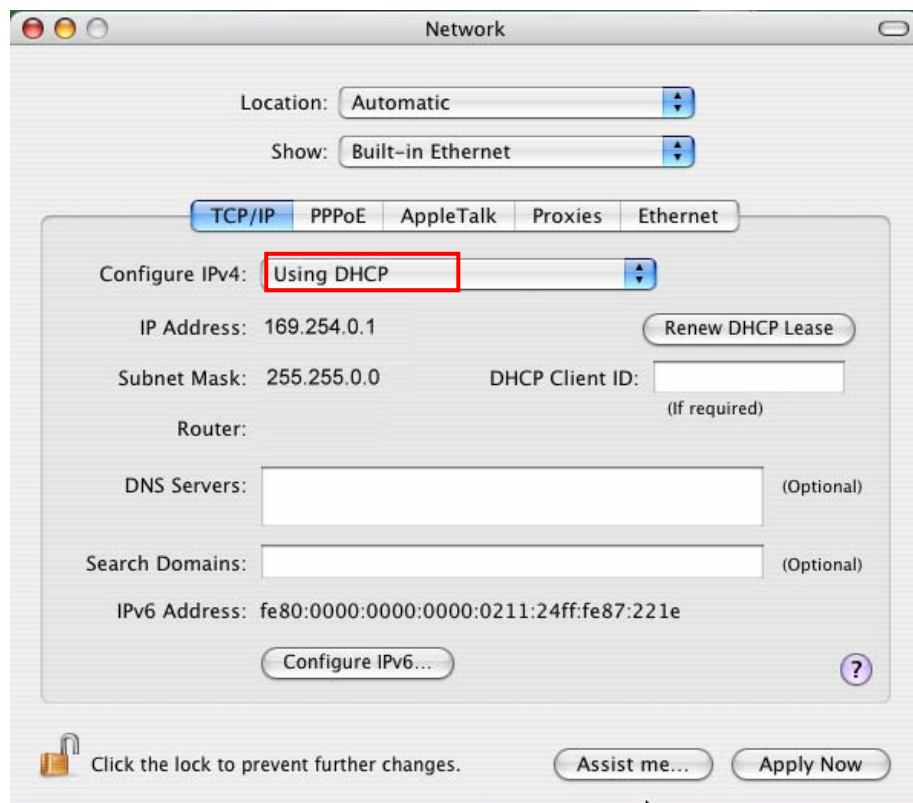 Network
Location: Automatic
Show: Built-in Ethernet
TCP/IP PPPoE AppleTalk Proxies Ethernet
Configure IPv4: Using DHCP
IP Address: 169.254.0.1 Renew DHCP Lease
Subnet Mask: 255.255.0.0 DHCP Client ID:
(If required)
Router:
DNS Servers: (Optional)
Search Domains: (Optional)
IPv6 Address: fe80:0000:0000:0000:0211:24ff:fe87:221e
Configure IPv6... ?
Click the lock to prevent further changes. Assist me... Apply Now